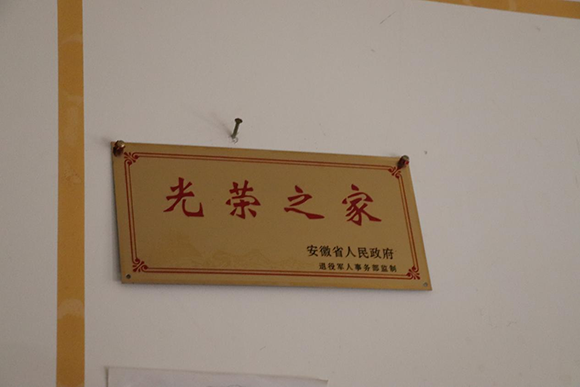 光荣之家
安徽省人民政府
退役军人事务部监制